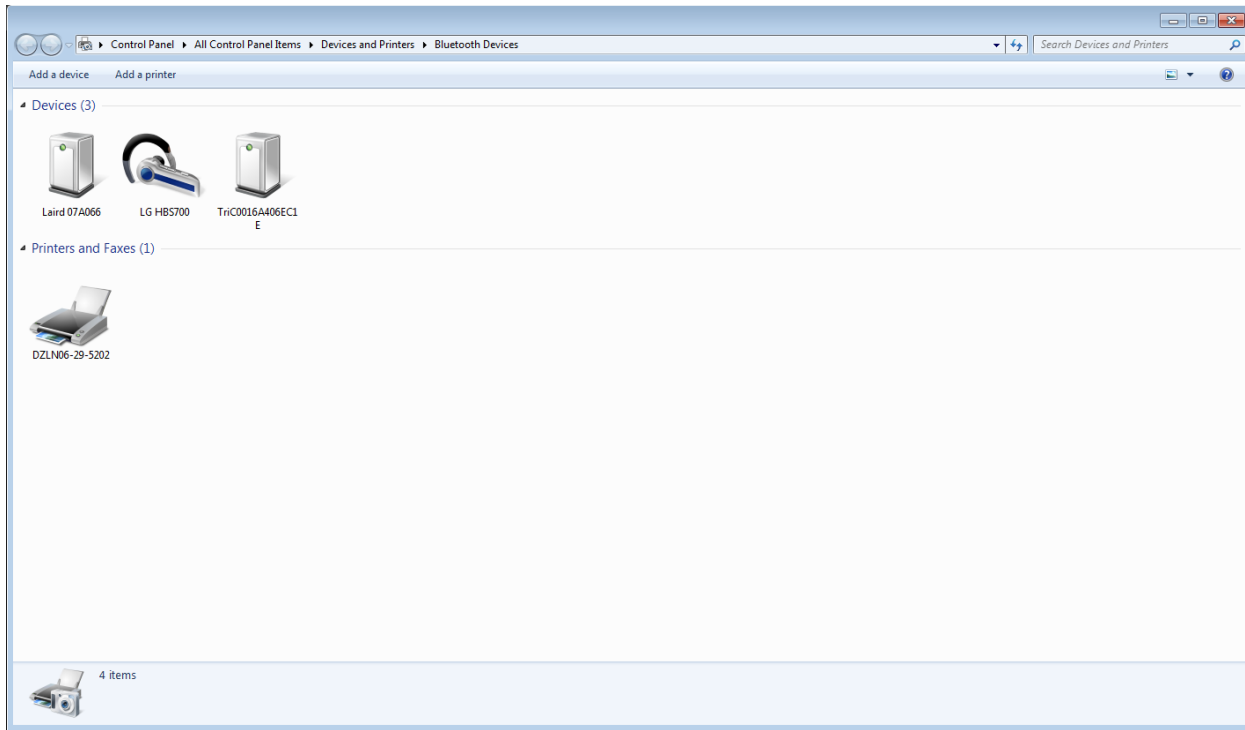 Control Panel ▸ All Control Panel Items ▸ Devices and Printers ▸ Bluetooth Devices
Search Devices and Printers
Add a device Add a printer
Devices (3)
Laird 07A066 LG HBS700 TriC0016A406EC1
E
Printers and Faxes (1)
DZLN06-29-5202
4 items